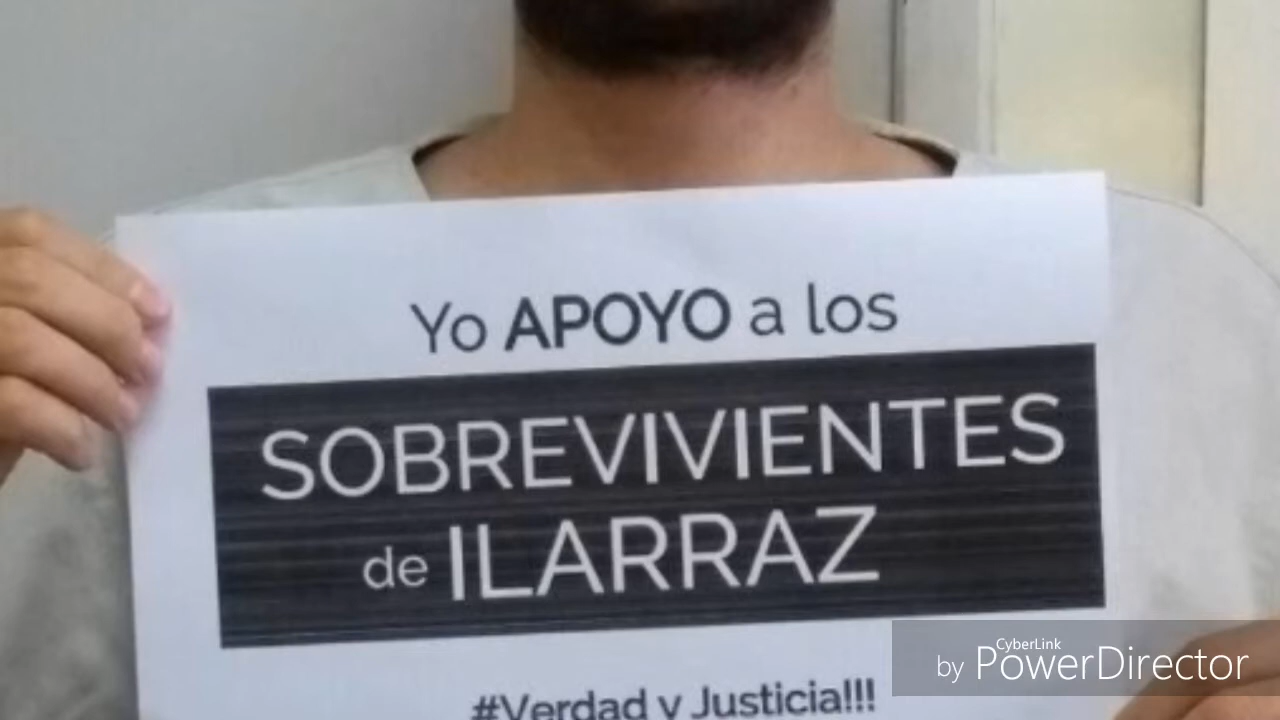 Yo APOYO a los
SOBREVIVIENTES
de ILARRAZ
#Verdad y Justicia!!!
CyberLink
by PowerDirector